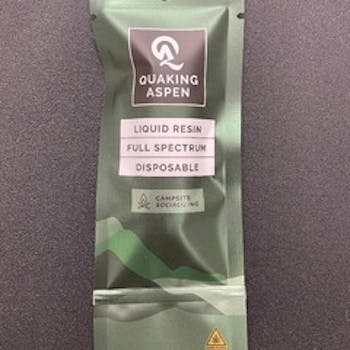 QUAKING
ASPEN
LIQUID RESIN
FULL SPECTRUM
DISPOSABLE
CAMPSITE
SOCIALIZING